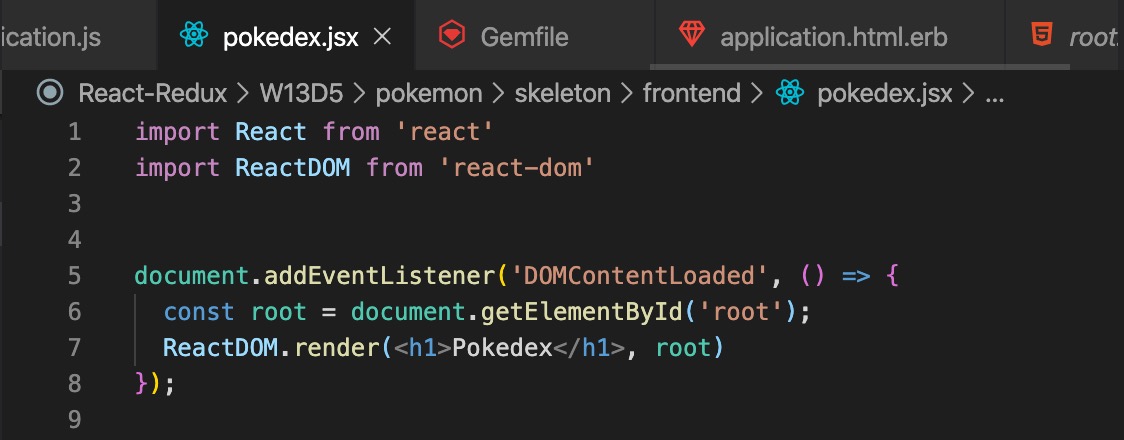 ication.js pokedex.jsx Gemfile application.html.erb root.
React-Redux > W13D5 > pokemon > skeleton > frontend > pokedex.jsx > ...
1 import React from 'react'
2 import ReactDOM from 'react-dom'
3
4
5 document.addEventListener('DOMContentLoaded', () => {
6 const root = document.getElementById('root');
7 ReactDOM.render(<h1>Pokedex</h1>, root)
8 });
9